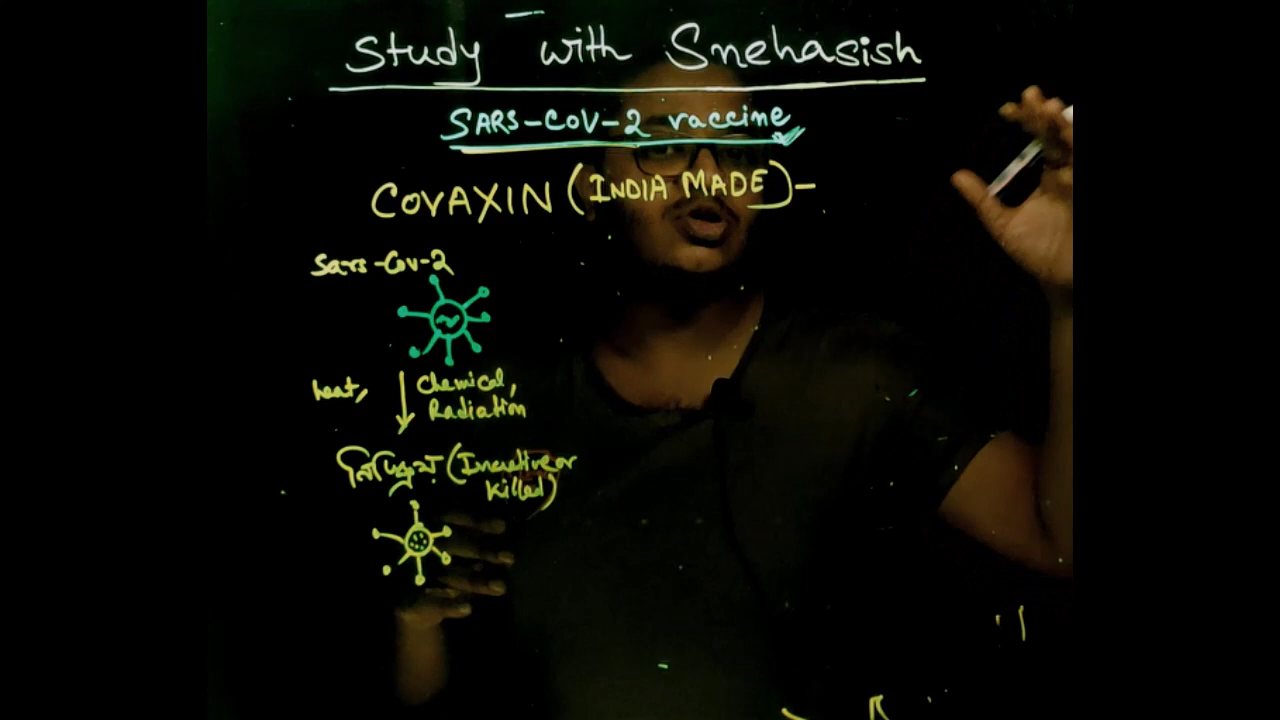 Study with Snehasish
SARS-CoV-2 vaccine
COVAXIN (INDIA MADE)-
Sars-Cov-2
heat, Chemical,
Radiation
(Inactive or
killed)